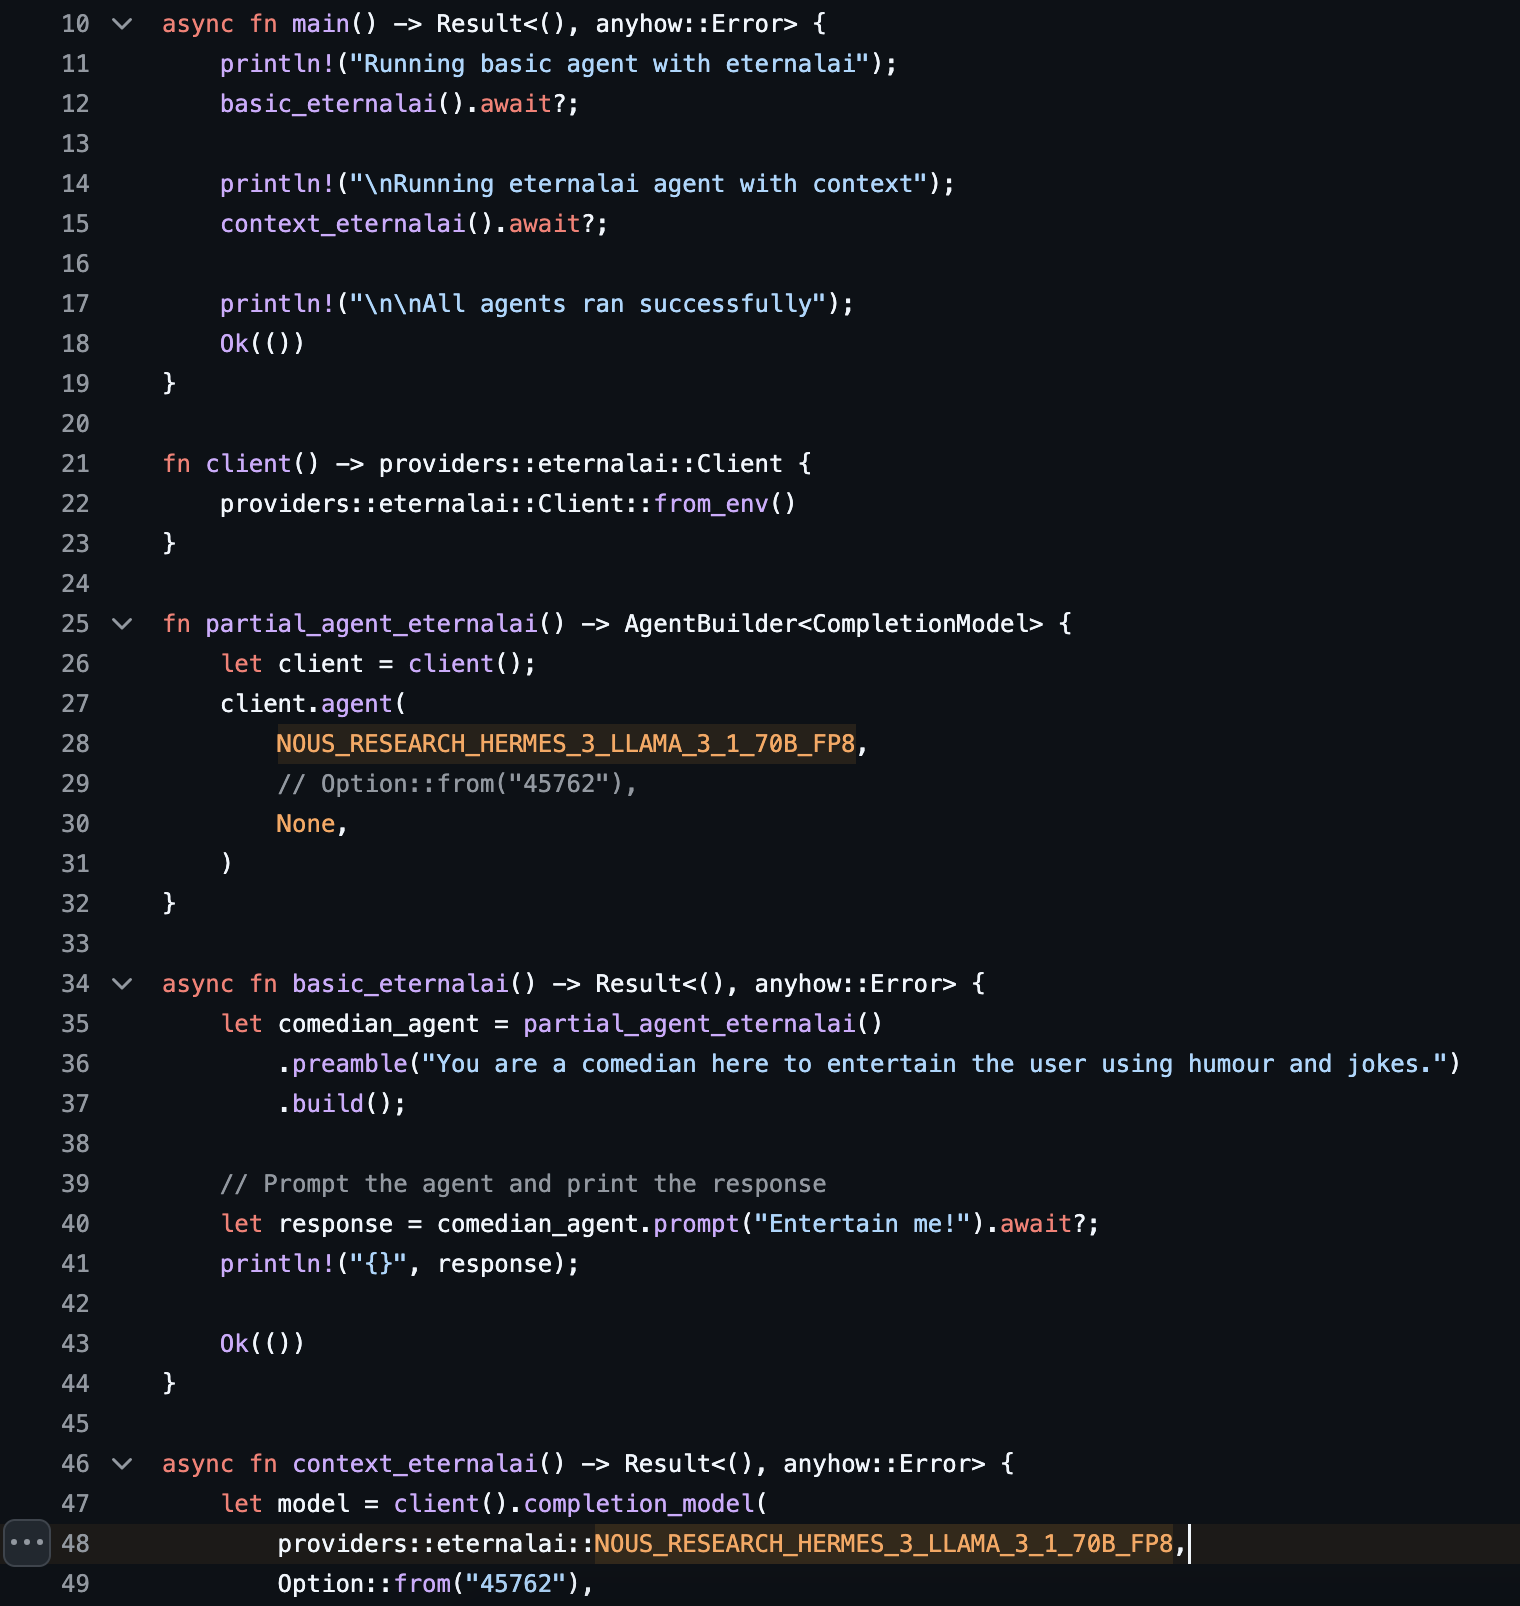 10 async fn main() -> Result<(), anyhow::Error> {
11     println!("Running basic agent with eternalai");
12     basic_eternalai().await?;
13
14     println!("\nRunning eternalai agent with context");
15     context_eternalai().await?;
16
17     println!("\n\nAll agents ran successfully");
18     Ok(())
19 }
20
21 fn client() -> providers::eternalai::Client {
22     providers::eternalai::Client::from_env()
23 }
24
25 fn partial_agent_eternalai() -> AgentBuilder<CompletionModel> {
26     let client = client();
27     client.agent(
28         NOUS_RESEARCH_HERMES_3_LLAMA_3_1_70B_FP8,
29         // Option::from("45762"),
30         None,
31     )
32 }
33
34 async fn basic_eternalai() -> Result<(), anyhow::Error> {
35     let comedian_agent = partial_agent_eternalai()
36         .preamble("You are a comedian here to entertain the user using humour and jokes.")
37         .build();
38
39     // Prompt the agent and print the response
40     let response = comedian_agent.prompt("Entertain me!").await?;
41     println!("{}", response);
42
43     Ok(())
44 }
45
46 async fn context_eternalai() -> Result<(), anyhow::Error> {
47     let model = client().completion_model(
48         providers::eternalai::NOUS_RESEARCH_HERMES_3_LLAMA_3_1_70B_FP8,
49         Option::from("45762"),